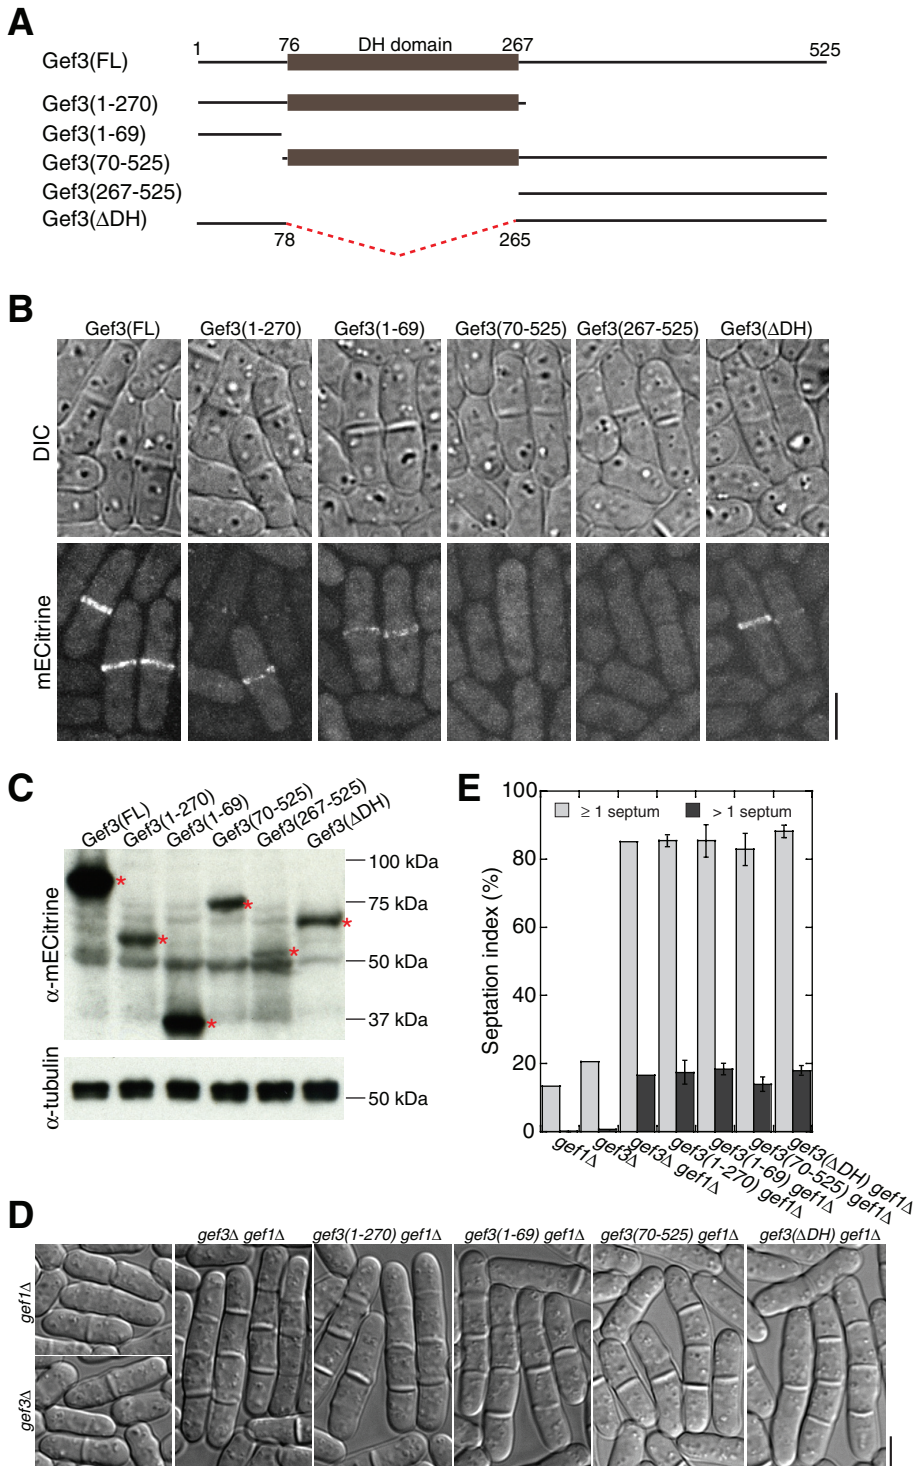 A
1 76 DH domain 267 525
Gef3(FL)
Gef3(1-270)
Gef3(1-69)
Gef3(70-525)
Gef3(267-525)
Gef3(ΔDH)
78 265
B
Gef3(FL) Gef3(1-270) Gef3(1-69) Gef3(70-525) Gef3(267-525) Gef3(ΔDH)
DIC
mECitrine
C
Gef3(FL)
Gef3(1-270)
Gef3(1-69)
Gef3(70-525)
Gef3(267-525)
Gef3(ΔDH)
α-mECitrine
* * * * * *
100 kDa
75 kDa
50 kDa
37 kDa
α-tubulin
50 kDa
E
Septation index (%)
100
80
60
40
20
0
≥ 1 septum > 1 septum
gef1Δ
gef3Δ
gef3Δ gef1Δ
gef3(1-270) gef1Δ
gef3(1-69) gef1Δ
gef3(70-525) gef1Δ
gef3(ΔDH) gef1Δ
D
gef3Δ gef1Δ gef3(1-270) gef1Δ gef3(1-69) gef1Δ gef3(70-525) gef1Δ gef3(ΔDH) gef1Δ
gef1Δ
gef3Δ